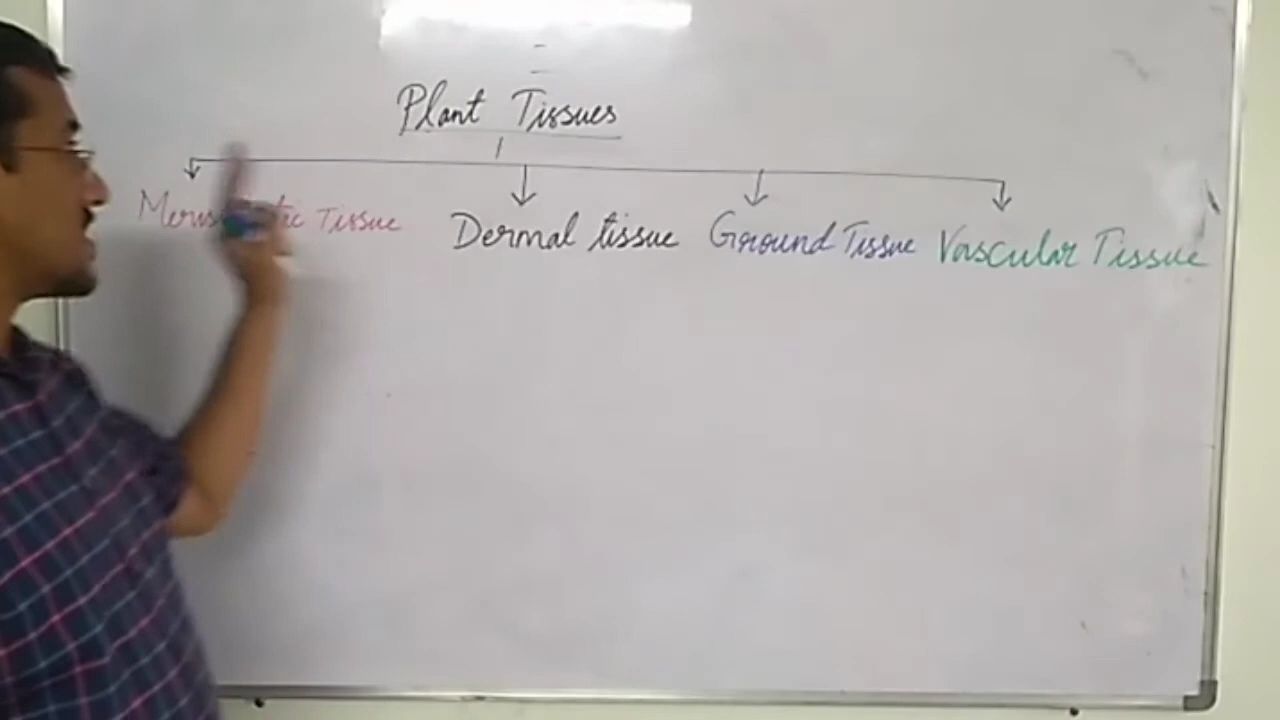 Plant Tissues
Tissue
Dermal tissue
Ground Tissue
Vascular Tissue